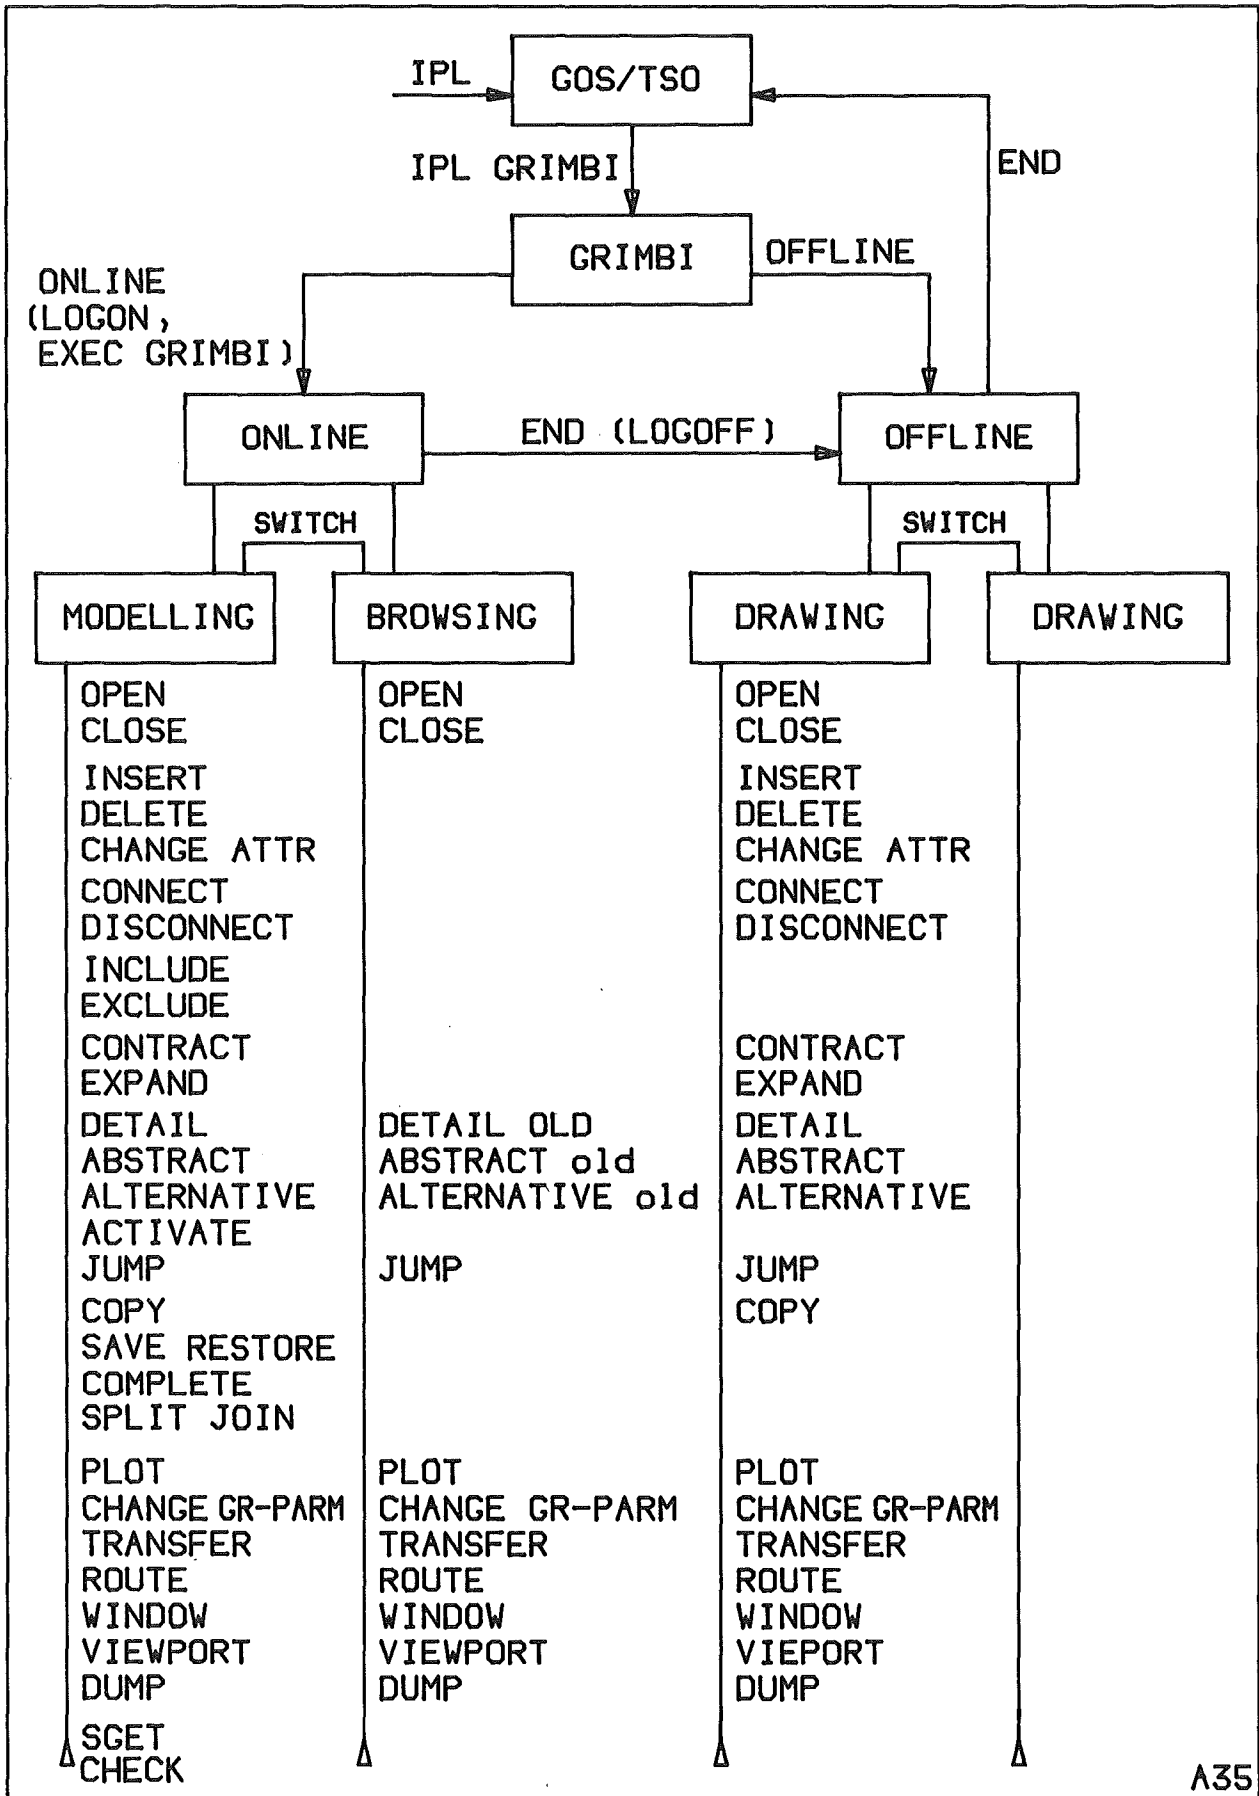 IPL
GOS/TSO
IPL GRIMBI
END
GRIMBI
OFFLINE
ONLINE
(LOGON,
EXEC GRIMBI)
ONLINE
END (LOGOFF)
OFFLINE
SWITCH
SWITCH
MODELLING
BROWSING
DRAWING
DRAWING
OPEN
CLOSE
INSERT
DELETE
CHANGE ATTR
CONNECT
DISCONNECT
INCLUDE
EXCLUDE
CONTRACT
EXPAND
DETAIL
ABSTRACT
ALTERNATIVE
ACTIVATE
JUMP
COPY
SAVE RESTORE
COMPLETE
SPLIT JOIN
PLOT
CHANGE GR-PARM
TRANSFER
ROUTE
WINDOW
VIEWPORT
DUMP
SGET
CHECK
OPEN
CLOSE
DETAIL OLD
ABSTRACT old
ALTERNATIVE old
JUMP
PLOT
CHANGE GR-PARM
TRANSFER
ROUTE
WINDOW
VIEWPORT
DUMP
OPEN
CLOSE
INSERT
DELETE
CHANGE ATTR
CONNECT
DISCONNECT
CONTRACT
EXPAND
DETAIL
ABSTRACT
ALTERNATIVE
JUMP
COPY
PLOT
CHANGE GR-PARM
TRANSFER
ROUTE
WINDOW
VIEPORT
DUMP
A35